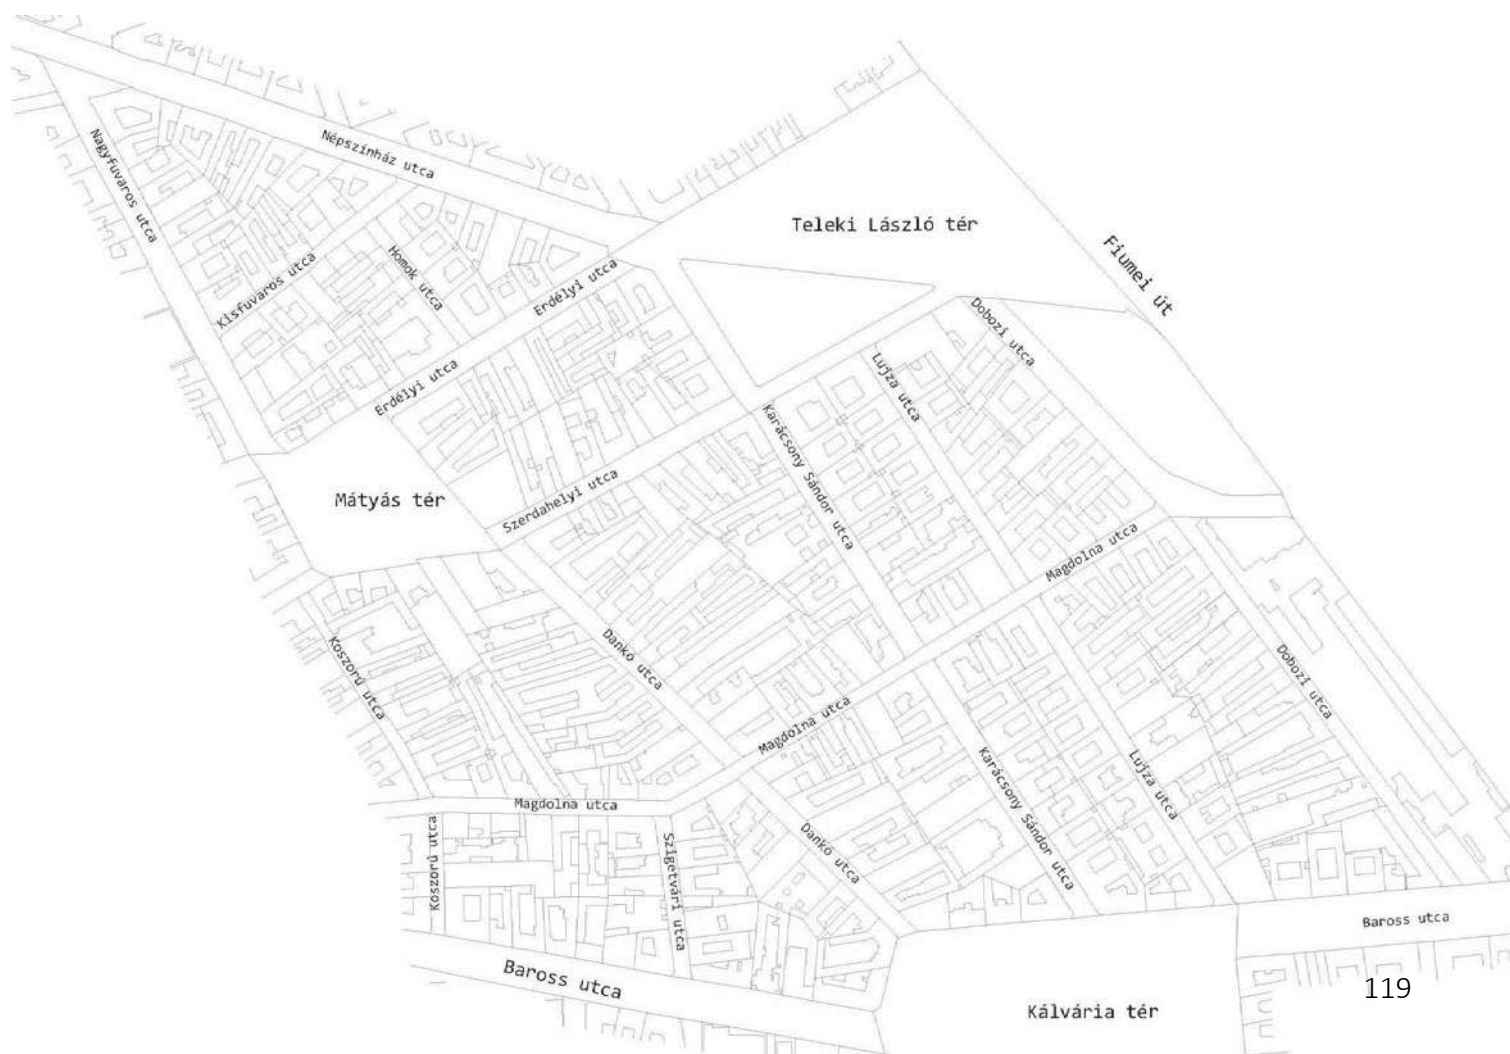 Népszínház utca
Nagyfuvaros utca
Teleki László tér
Fiumei út
Homok utca
Kisfuvaros utca
Erdélyi utca
Dobozi utca
Erdélyi utca
Lujza utca
Karácsony Sándor utca
Mátyás tér
Szerdahelyi utca
Magdolna utca
Dankó utca
Koszorú utca
Dobozi utca
Magdolna utca
Karácsony Sándor utca
Lujza utca
Magdolna utca
Koszorú utca
Szigetvári utca
Dankó utca
Baross utca
Baross utca
119
Kálvária tér